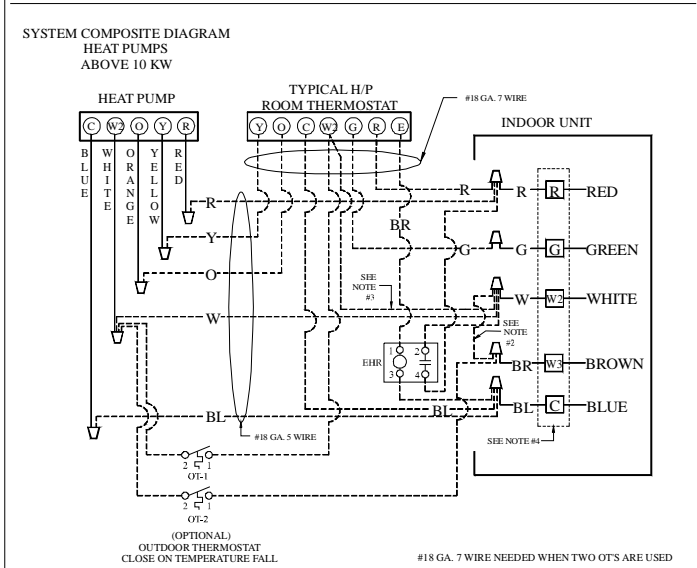 SYSTEM COMPOSITE DIAGRAM
HEAT PUMPS
ABOVE 10 KW
HEAT PUMP
C W2 O Y R
BLUE
WHITE
ORANGE
YELLOW
RED
TYPICAL H/P
ROOM THERMOSTAT
Y O C W2 G R E
#18 GA. 7 WIRE
INDOOR UNIT
R
R
R
R
RED
Y
BR
G
G
G
GREEN
O
SEE
NOTE
#3
W
W
W2
WHITE
SEE
NOTE
#2
EHR
1
2
3
4
BR
W3
BROWN
BL
BL
BL
C
BLUE
#18 GA. 5 WIRE
SEE NOTE #4
2 1
OT-1
2 1
OT-2
(OPTIONAL)
OUTDOOR THERMOSTAT
CLOSE ON TEMPERATURE FALL
#18 GA. 7 WIRE NEEDED WHEN TWO OT'S ARE USED